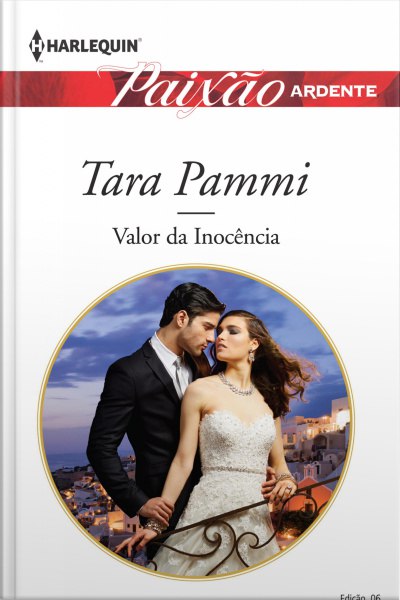 HARLEQUIN®
Paixão ARDENTE
Tara Pammi
Valor da Inocência
Edição 06